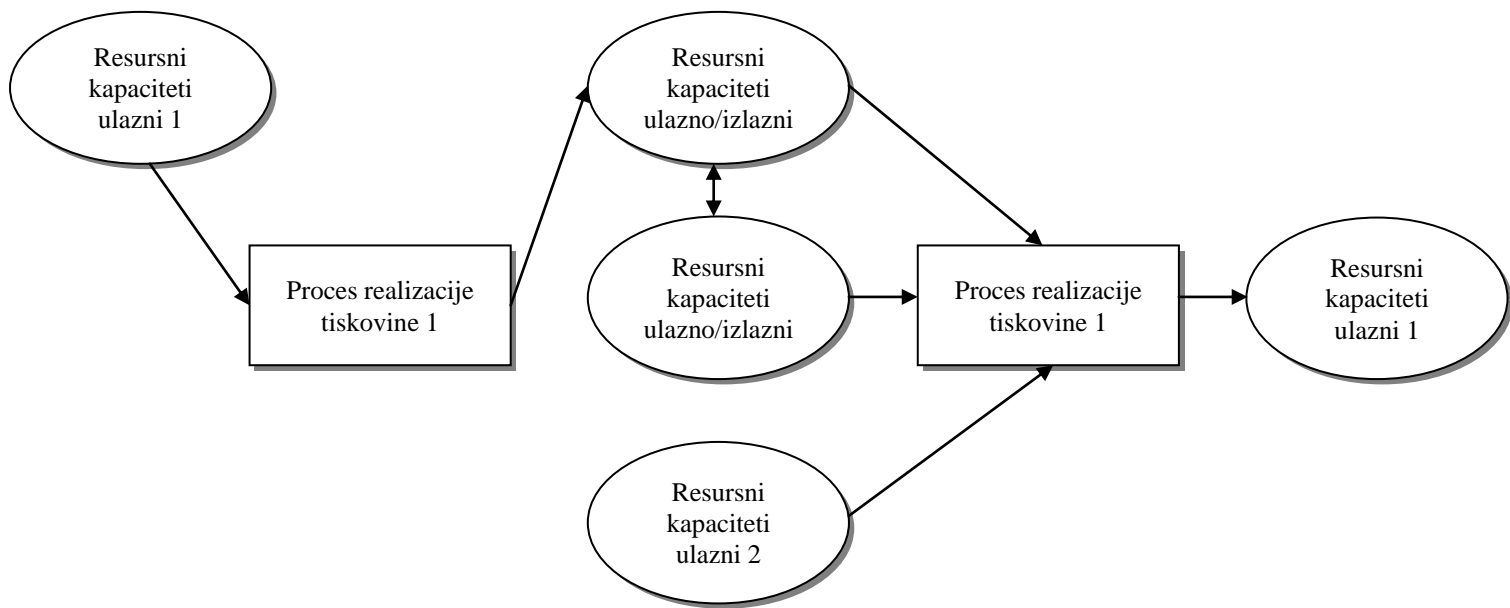 Resursni
kapaciteti
ulazni 1
Resursni
kapaciteti
ulazno/izlazni
Proces realizacije
tiskovine 1
Resursni
kapaciteti
ulazno/izlazni
Proces realizacije
tiskovine 1
Resursni
kapaciteti
ulazni 1
Resursni
kapaciteti
ulazni 2